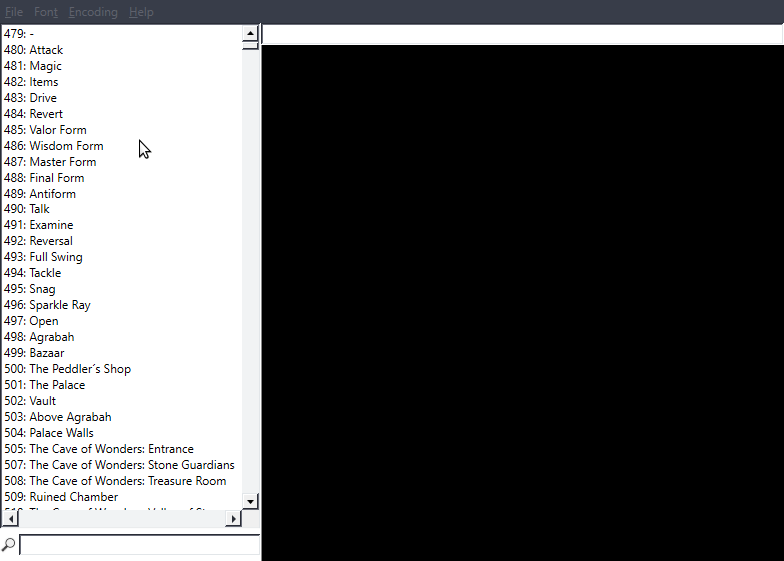 File Font Encoding Help
479: -
480: Attack
481: Magic
482: Items
483: Drive
484: Revert
485: Valor Form
486: Wisdom Form
487: Master Form
488: Final Form
489: Antiform
490: Talk
491: Examine
492: Reversal
493: Full Swing
494: Tackle
495: Snag
496: Sparkle Ray
497: Open
498: Agrabah
499: Bazaar
500: The Peddler´s Shop
501: The Palace
502: Vault
503: Above Agrabah
504: Palace Walls
505: The Cave of Wonders: Entrance
507: The Cave of Wonders: Stone Guardians
508: The Cave of Wonders: Treasure Room
509: Ruined Chamber